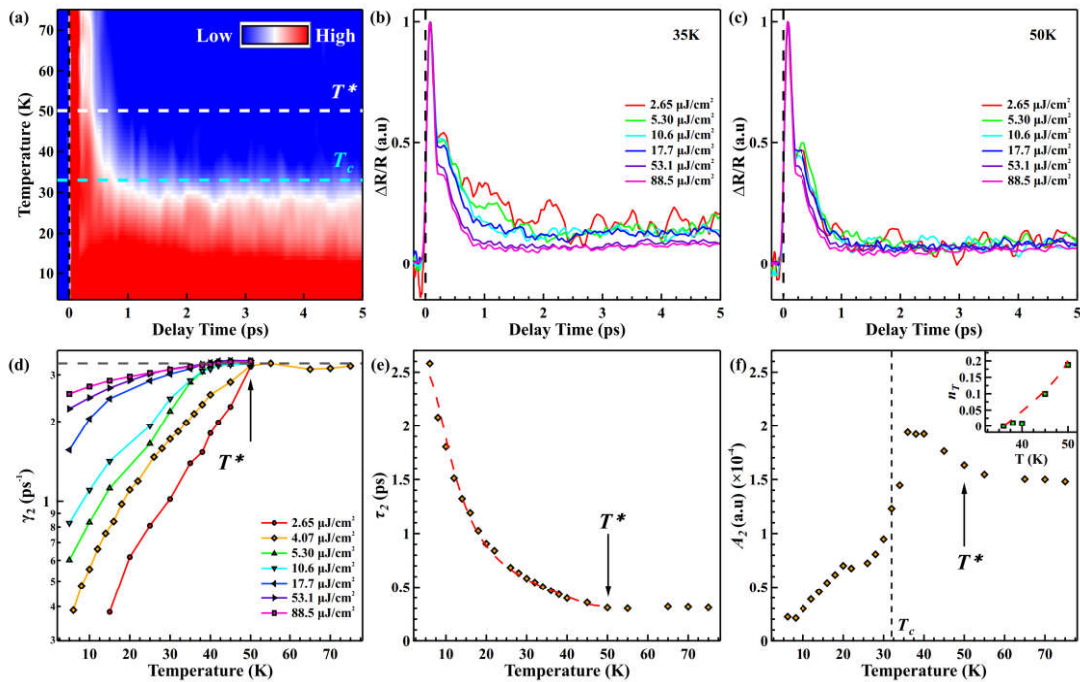 (a)
Low
High
T*
Tc
70
60
50
40
30
20
10
Temperature (K)
0
1
2
3
4
5
Delay Time (ps)
(b)
35K
2.65 μJ/cm²
5.30 μJ/cm²
10.6 μJ/cm²
17.7 μJ/cm²
53.1 μJ/cm²
88.5 μJ/cm²
1
0.5
0
ΔR/R (a.u)
0
1
2
3
4
5
Delay Time (ps)
(c)
50K
2.65 μJ/cm²
5.30 μJ/cm²
10.6 μJ/cm²
17.7 μJ/cm²
53.1 μJ/cm²
88.5 μJ/cm²
1
0.5
0
ΔR/R (a.u)
0
1
2
3
4
5
Delay Time (ps)
(d)
T*
2.65 μJ/cm²
4.07 μJ/cm²
5.30 μJ/cm²
10.6 μJ/cm²
17.7 μJ/cm²
53.1 μJ/cm²
88.5 μJ/cm²
3
2
1
9
8
7
6
5
4
3
γ₂ (ps⁻¹)
10
20
30
40
50
60
70
Temperature (K)
(e)
T*
2.5
2
1.5
1
0.5
0
τ₂ (ps)
10
20
30
40
50
60
70
Temperature (K)
(f)
0.2
0.15
0.1
0.05
0
n_T
40
50
T (K)
T*
Tc
2.5
2
1.5
1
0.5
0
A₂ (a.u) (×10⁻⁴)
10
20
30
40
50
60
70
Temperature (K)